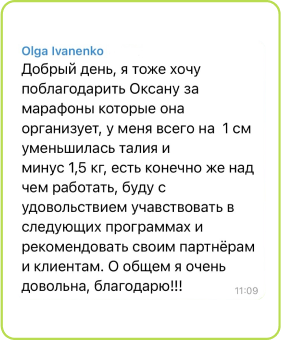 Olga Ivanenko
Добрый день, я тоже хочу
поблагодарить Оксану за
марафоны которые она
организует, у меня всего на  1 см
уменьшилась талия и
минус 1,5 кг, есть конечно же над
чем работать, буду с
удовольствием учавствовать в
следующих программах и
рекомендовать своим партнёрам
и клиентам. О общем я очень
довольна, благодарю!!!
11:09